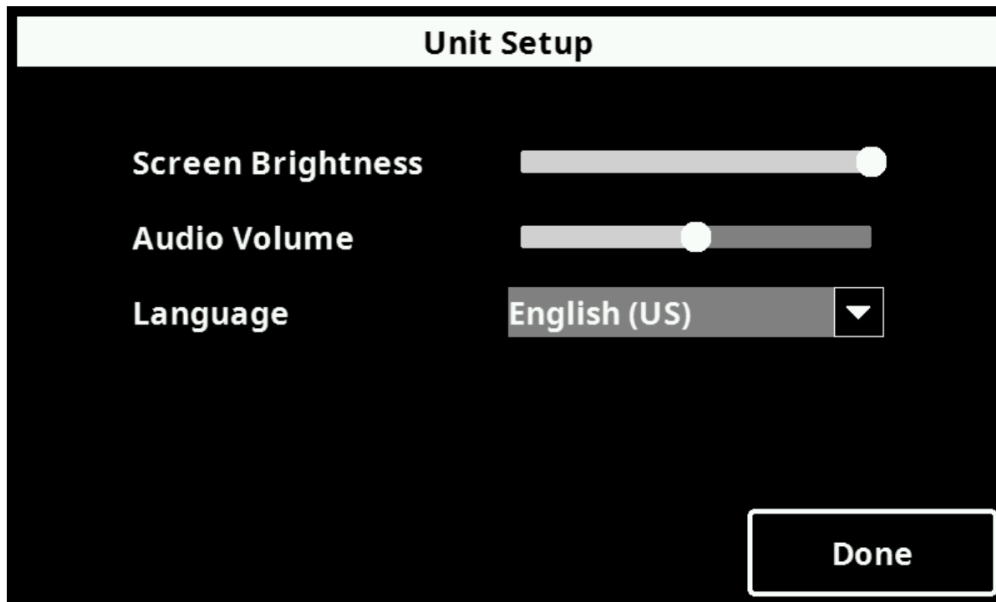 Unit Setup
Screen Brightness
Audio Volume
Language
English (US)
Done